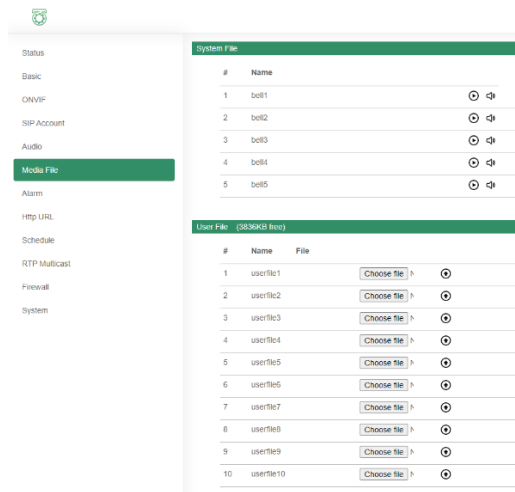 Status
Basic
ONVIF
SIP Account
Audio
Media File
Alarm
Http URL
Schedule
RTP Multicast
Firewall
System
System File
# Name
1 bell1
2 bell2
3 bell3
4 bell4
5 bell5
User File (3836KB free)
# Name File
1 userfile1 Choose file
2 userfile2 Choose file
3 userfile3 Choose file
4 userfile4 Choose file
5 userfile5 Choose file
6 userfile6 Choose file
7 userfile7 Choose file
8 userfile8 Choose file
9 userfile9 Choose file
10 userfile10 Choose file